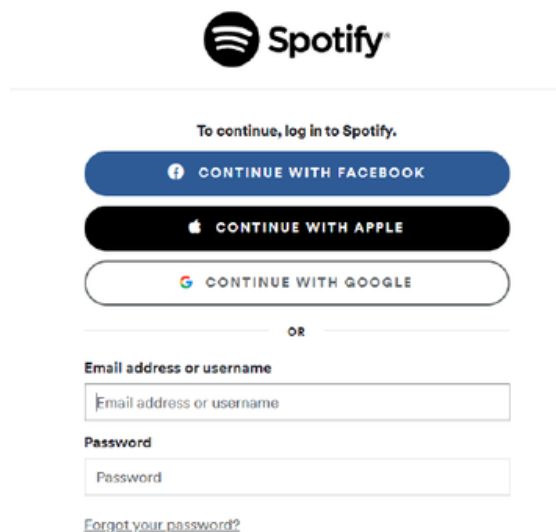 Spotify
To continue, log in to Spotify.
CONTINUE WITH FACEBOOK
CONTINUE WITH APPLE
CONTINUE WITH GOOGLE
OR
Email address or username
Email address or username
Password
Password
Forgot your password?